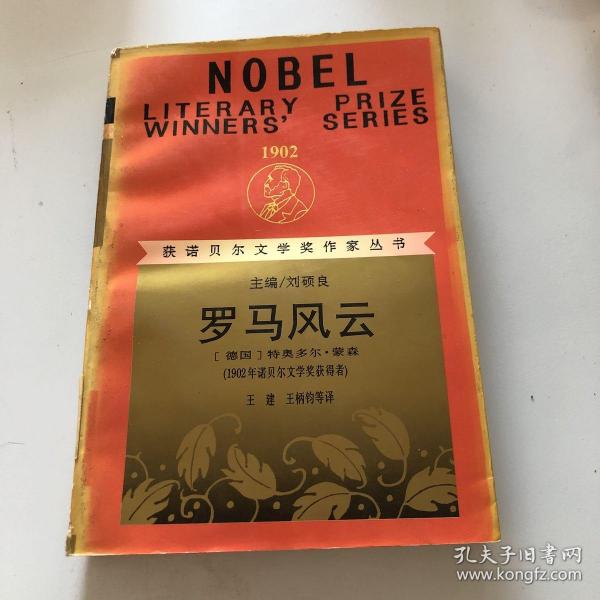 NOBEL
LITERARY PRIZE
WINNERS' SERIES
1902
获诺贝尔文学奖作家丛书
主编/刘硕良
罗马风云
[德国]特奥多尔·蒙森
(1902年诺贝尔文学奖获得者)
王建 王柄钧等译
孔夫子旧书网
www.kongfz.com